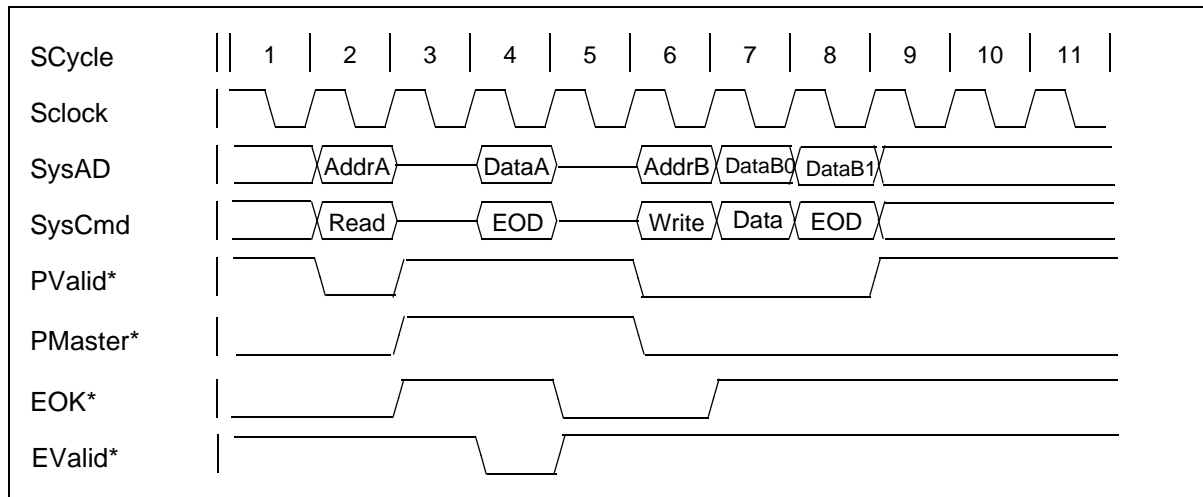 SCycle 1 2 3 4 5 6 7 8 9 10 11
Sclock
SysAD AddrA DataA AddrB DataB0 DataB1
SysCmd Read EOD Write Data EOD
PValid*
PMaster*
EOK*
EValid*